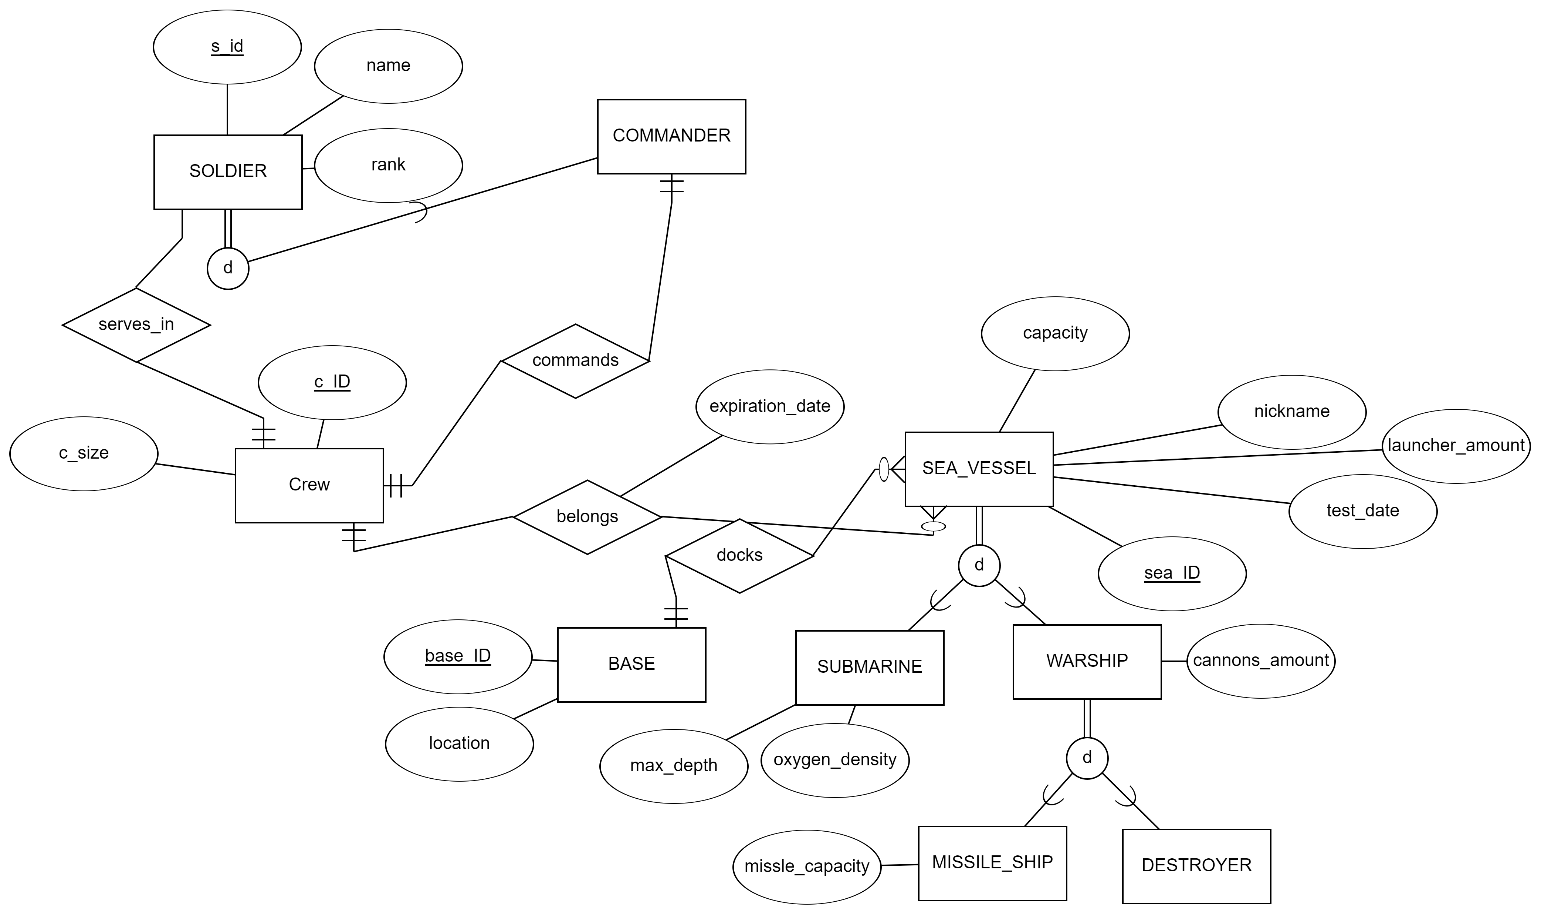 s_id
name
COMMANDER
SOLDIER
rank
d
serves_in
commands
capacity
c_ID
expiration_date
nickname
launcher_amount
c_size
Crew
SEA_VESSEL
belongs
test_date
docks
d
sea_ID
base_ID
BASE
SUBMARINE
WARSHIP
cannons_amount
location
max_depth
oxygen_density
d
missle_capacity
MISSILE_SHIP
DESTROYER